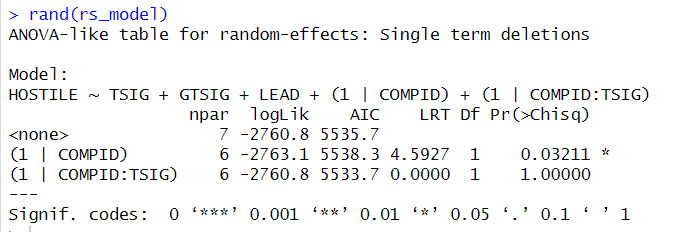 > rand(rs_model)
ANOVA-like table for random-effects: Single term deletions
Model:
HOSTILE ~ TSIG + GTSIG + LEAD + (1 | COMPID) + (1 | COMPID:TSIG)
npar logLik AIC LRT Df Pr(>Chisq)
<none> 7 -2760.8 5535.7
(1 | COMPID) 6 -2763.1 5538.3 4.5927 1 0.03211 *
(1 | COMPID:TSIG) 6 -2760.8 5533.7 0.0000 1 1.00000
---
Signif. codes: 0 ‘***’ 0.001 ‘**’ 0.01 ‘*’ 0.05 ‘.’ 0.1 ‘ ’ 1